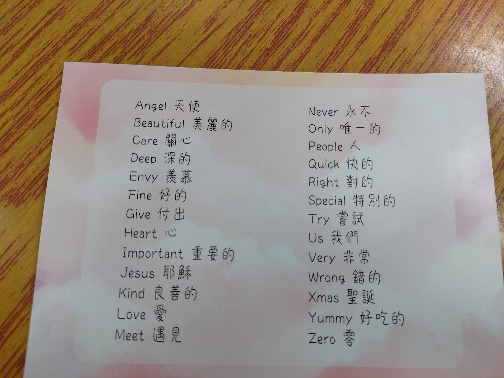 Angel 天使
Beautiful 美麗的
Care 關心
Deep 深的
Envy 羨慕
Fine 好的
Give 付出
Heart 心
Important 重要的
Jesus 耶穌
Kind 良善的
Love 愛
Meet 遇見
Never 永不
Only 唯一的
People 人
Quick 快的
Right 對的
Special 特別的
Try 嘗試
Us 我們
Very 非常
Wrong 錯的
Xmas 聖誕
Yummy 好吃的
Zero 零